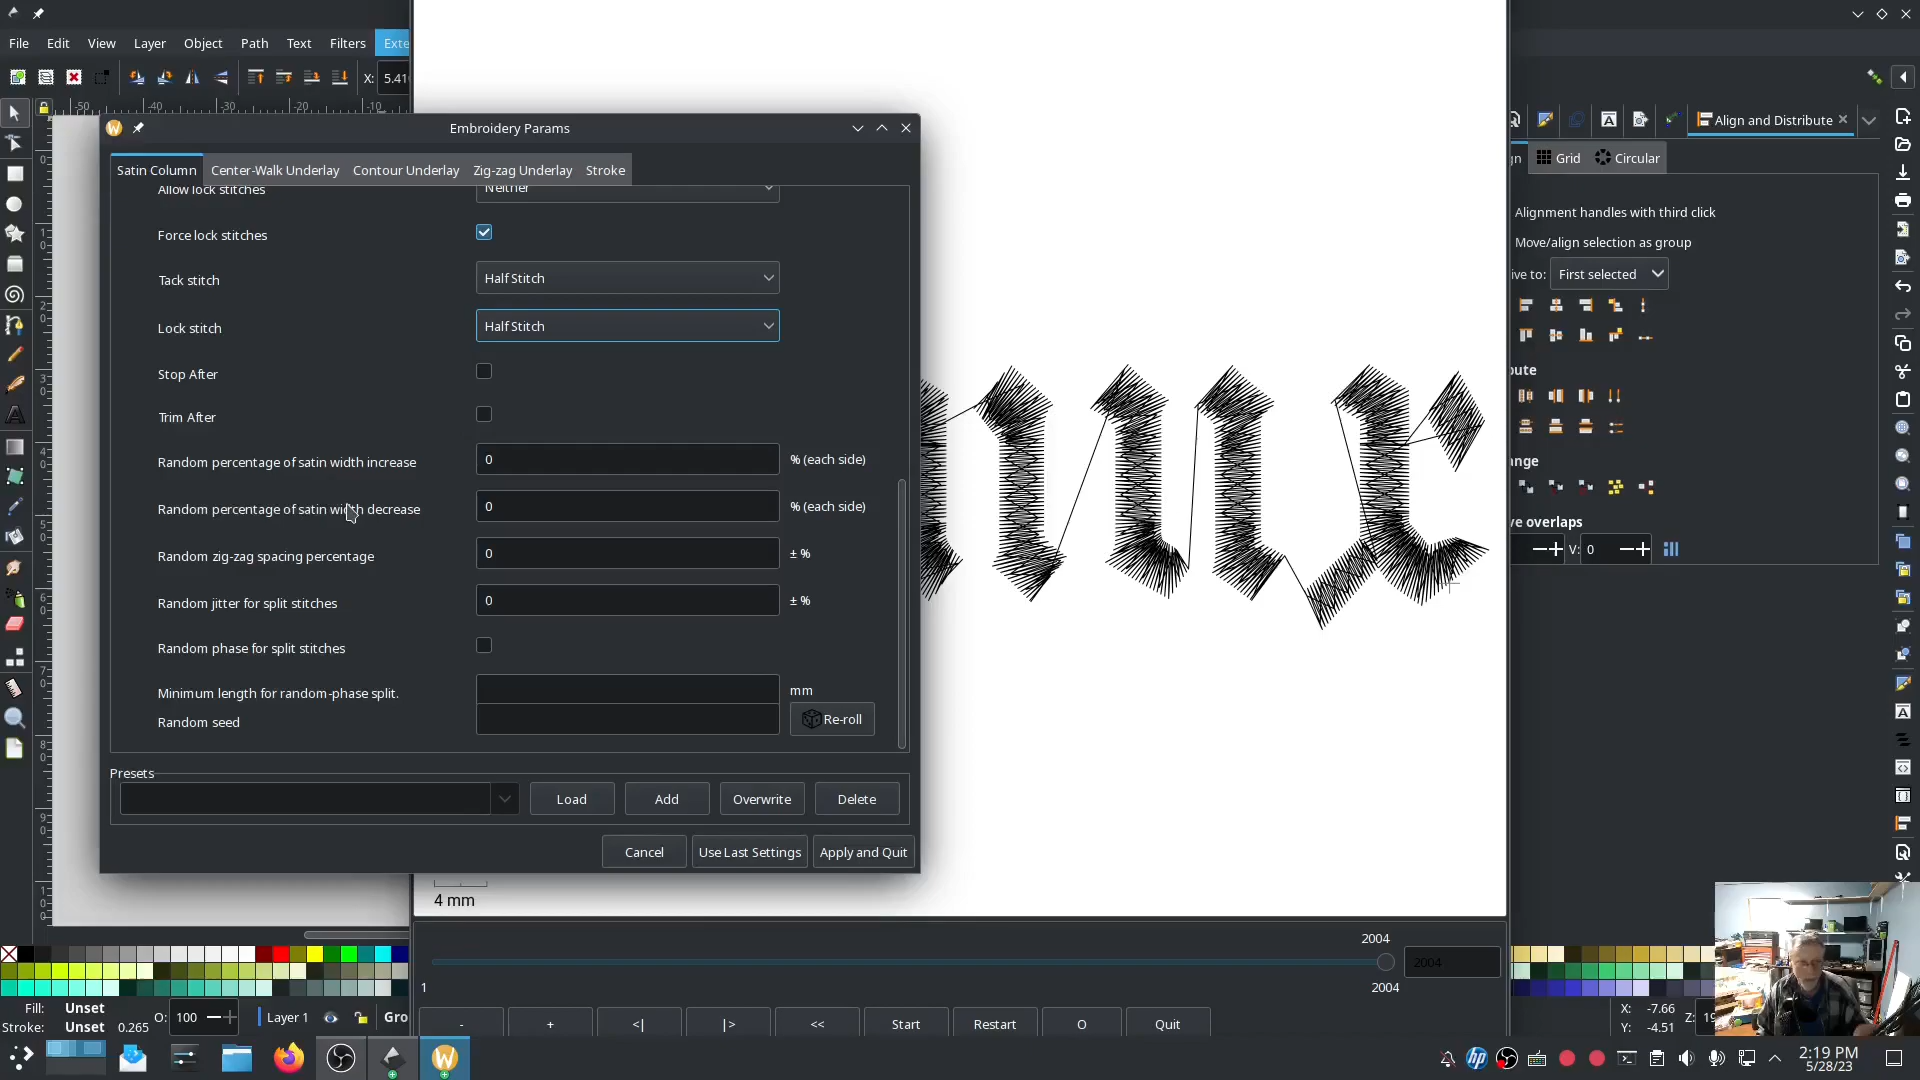 File Edit View Layer Object Path Text Filters Exte
X: 5.41
-50 -40 -30 -20 -10
Align and Distribute
Embroidery Params
Grid Circular
Satin Column Center-Walk Underlay Contour Underlay Zig-zag Underlay Stroke
Allow lock stitches Neither
Alignment handles with third click
Force lock stitches
Move/align selection as group
Tack stitch Half Stitch
ive to: First selected
Lock stitch Half Stitch
Stop After
bute
Trim After
Random percentage of satin width increase 0 % (each side)
ange
Random percentage of satin width decrease 0 % (each side)
ve overlaps
Random zig-zag spacing percentage 0 ± %
V: 0
Random jitter for split stitches 0 ± %
Random phase for split stitches
Minimum length for random-phase split. mm
Random seed Re-roll
Presets
Load Add Overwrite Delete
Cancel Use Last Settings Apply and Quit
4 mm
2004
2004
1 2004
Fill: Unset
Stroke: Unset 0.265
O: 100 Layer 1 Gro
- + <| |> << Start Restart O Quit
X: -7.66
Y: -4.51
Z: 19
2:19 PM
5/28/23